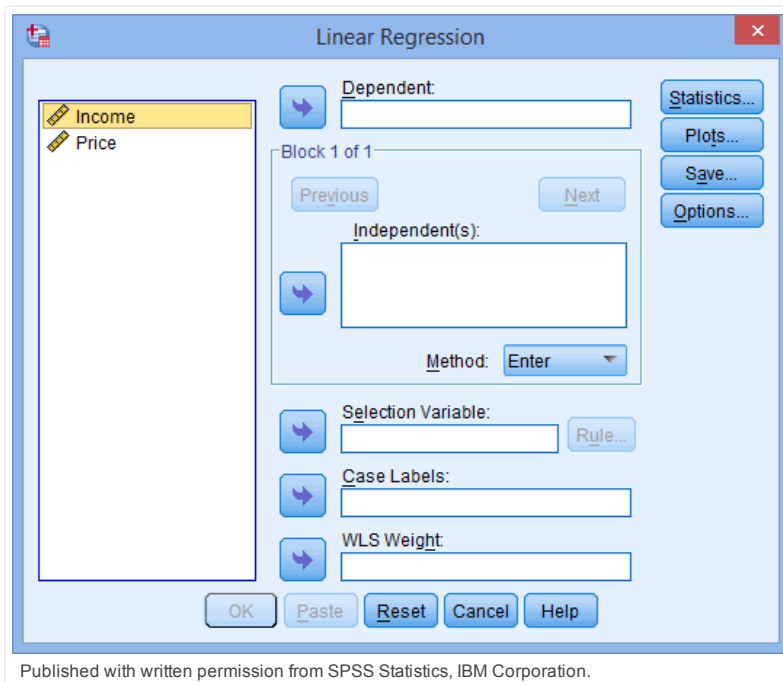 Linear Regression
Income
Price
Dependent:
Statistics...
Plots...
Save...
Options...
Block 1 of 1
Previous
Next
Independent(s):
Method: Enter
Selection Variable:
Rule...
Case Labels:
WLS Weight:
OK Paste Reset Cancel Help
Published with written permission from SPSS Statistics, IBM Corporation.